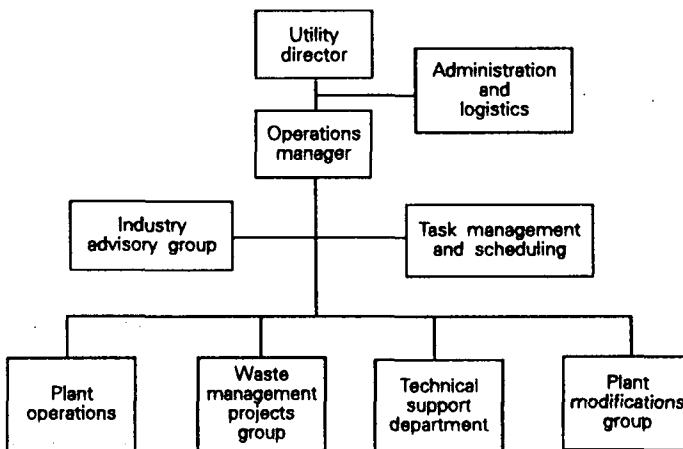 Utility
director
Administration
and
logistics
Operations
manager
Industry
advisory group
Task management
and scheduling
Plant
operations
Waste
management
projects
group
Technical
support
department
Plant
modifications
group